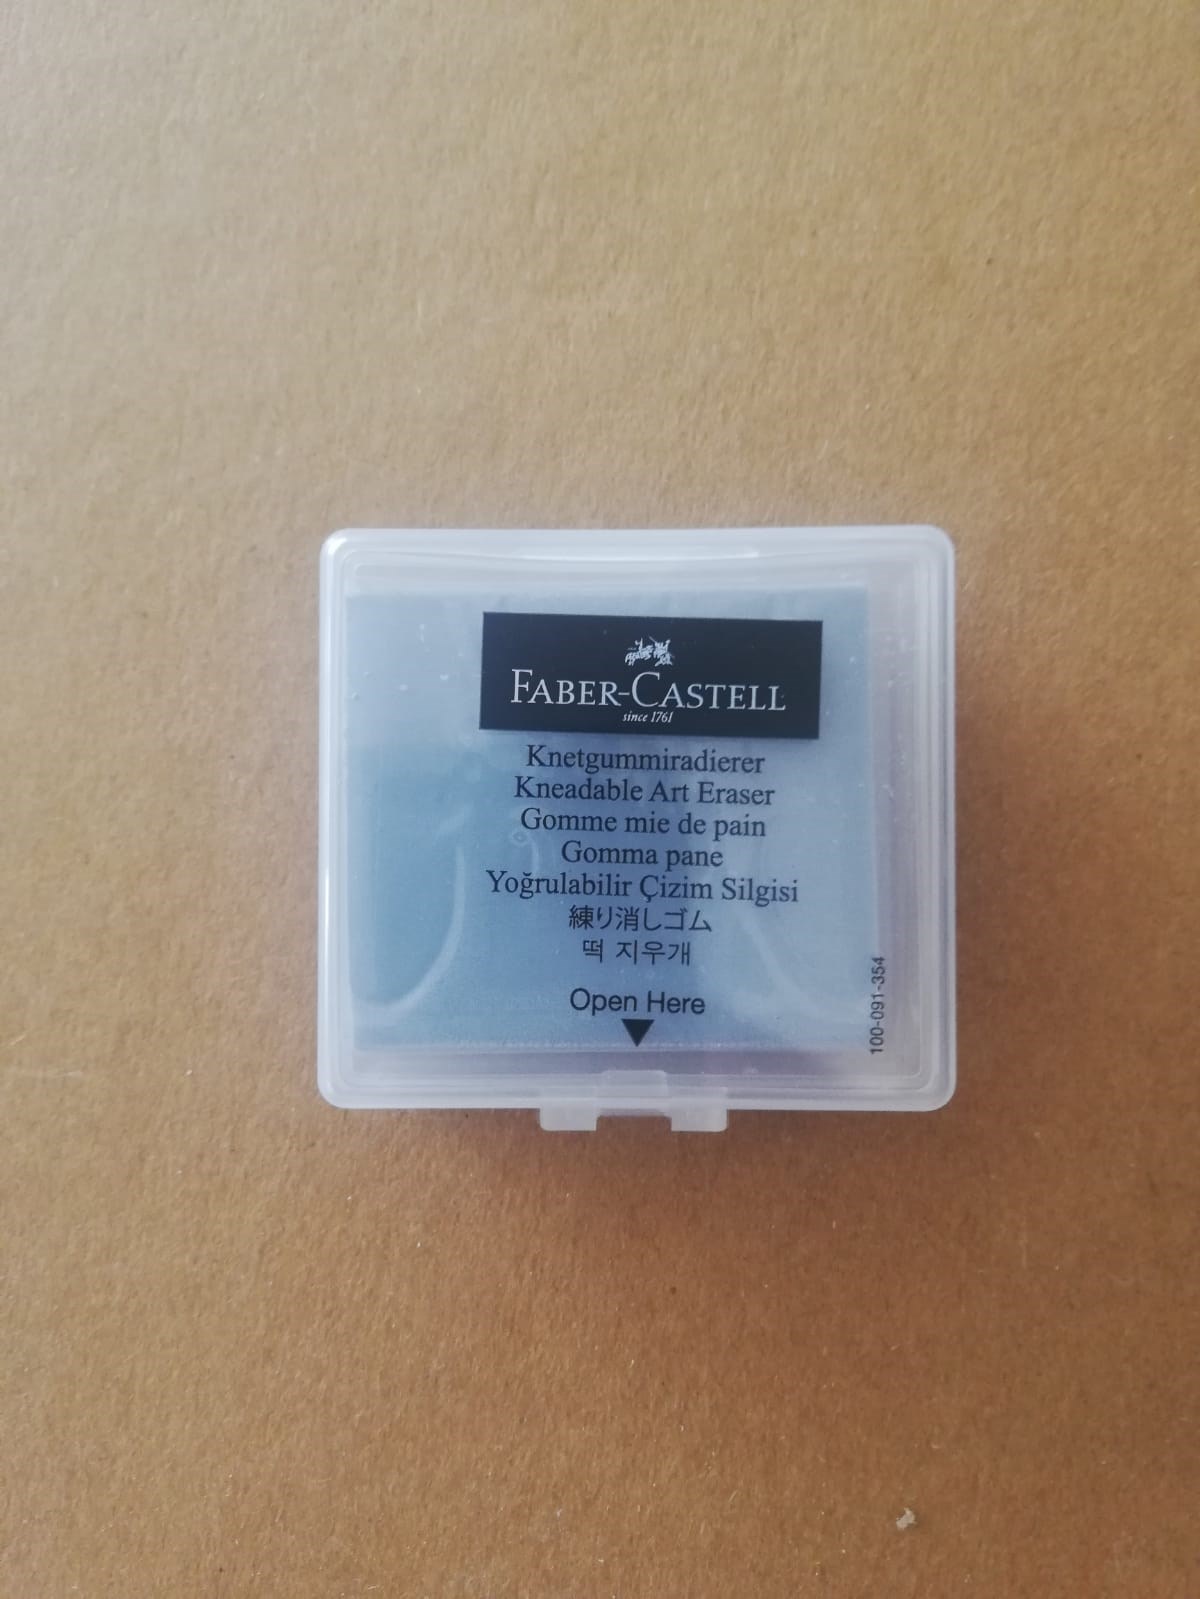 FABER-CASTELL
since 1761
Knetgummiradierer
Kneadable Art Eraser
Gomme mie de pain
Gomma pane
Yoğrulabilir Çizim Silgisi
練り消しゴム
떡 지우개
Open Here
100-091-354